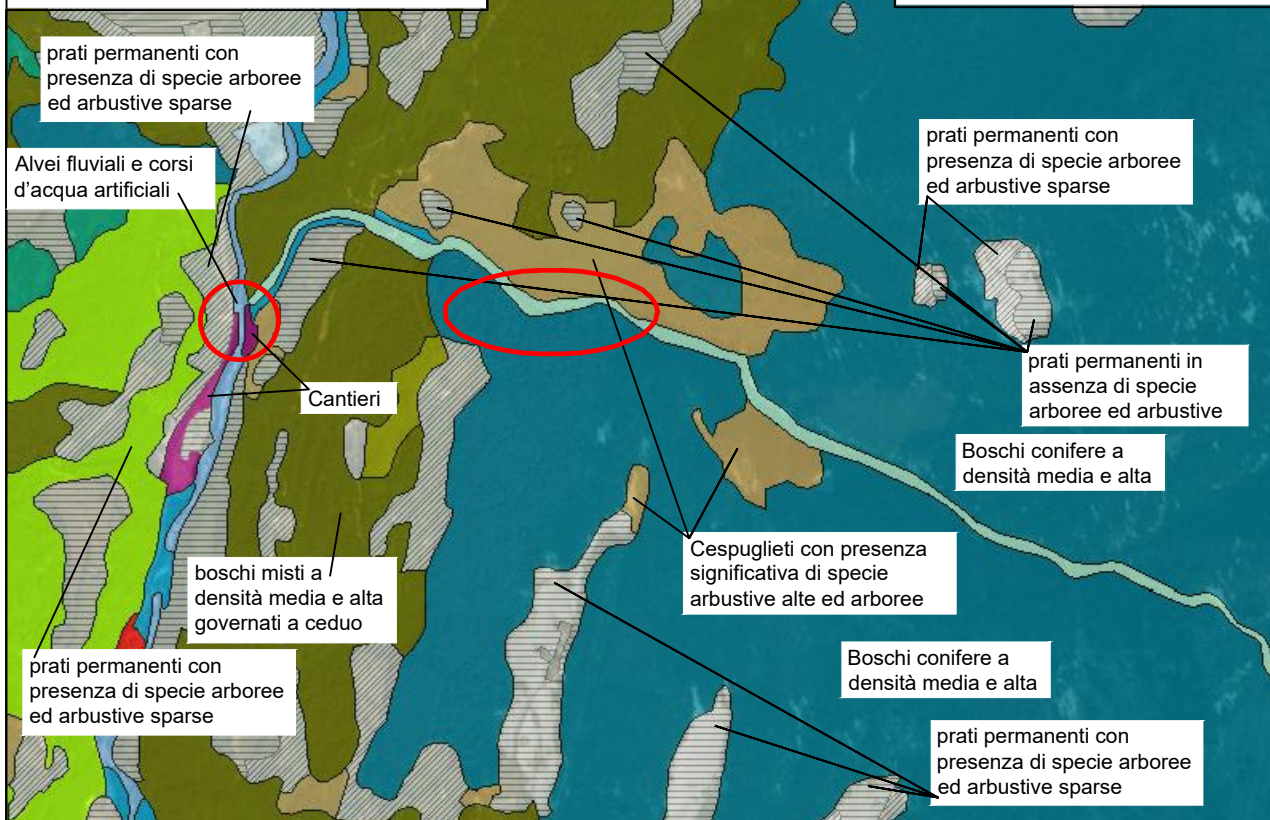 prati permanenti con
presenza di specie arboree
ed arbustive sparse
Alvei fluviali e corsi
d'acqua artificiali
prati permanenti con
presenza di specie arboree
ed arbustive sparse
prati permanenti in
assenza di specie
arboree ed arbustive
Cantieri
Boschi conifere a
densità media e alta
Cespuglieti con presenza
significativa di specie
arbustive alte ed arboree
boschi misti a
densità media e alta
governati a ceduo
prati permanenti con
presenza di specie arboree
ed arbustive sparse
Boschi conifere a
densità media e alta
prati permanenti con
presenza di specie arboree
ed arbustive sparse